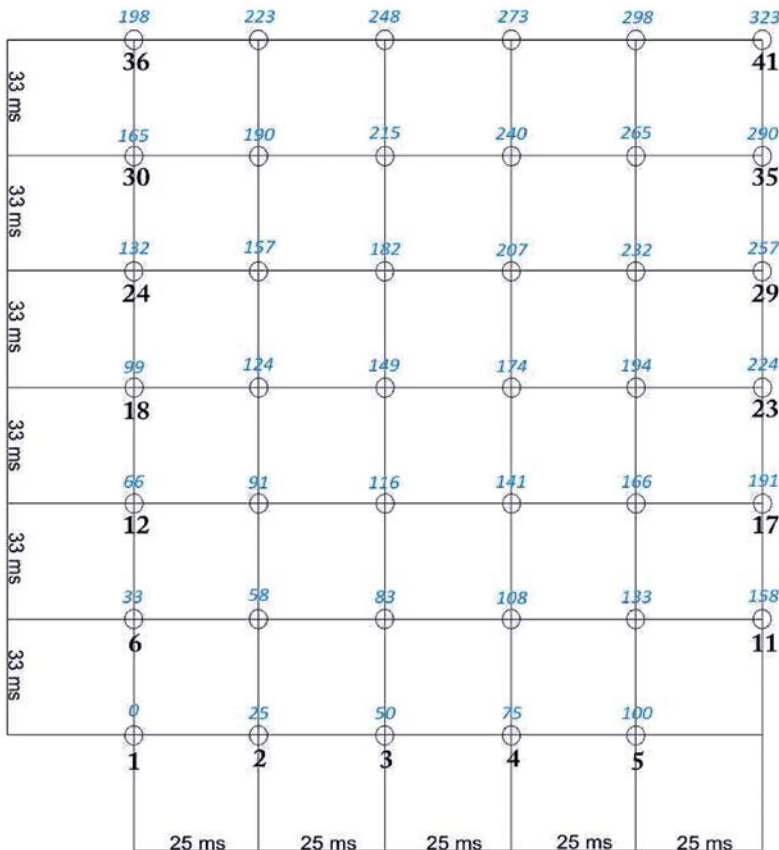 198 223 248 273 298 323
36 41
33 ms
165 190 215 240 265 290
30 35
33 ms
132 157 182 207 232 257
24 29
33 ms
99 124 149 174 194 224
18 23
33 ms
66 91 116 141 166 191
12 17
33 ms
33 58 83 108 133 158
6 11
33 ms
0 25 50 75 100
1 2 3 4 5
25 ms 25 ms 25 ms 25 ms 25 ms